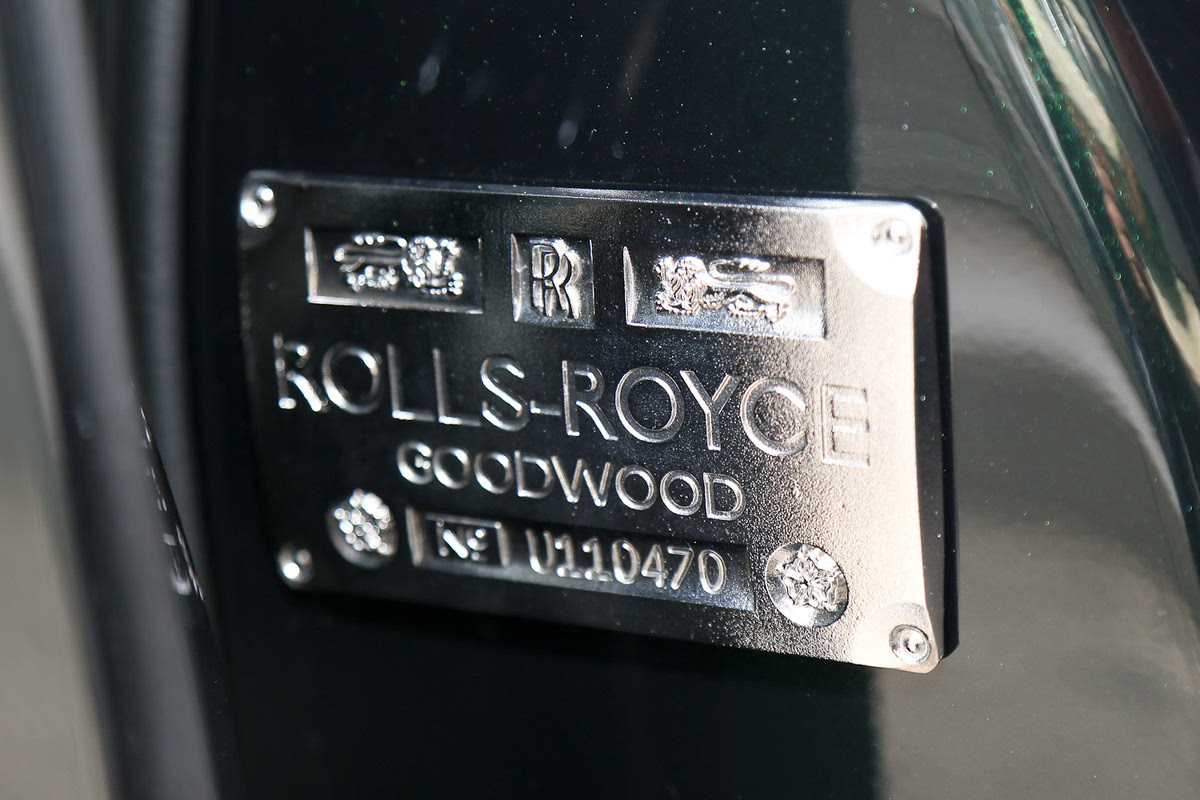 RR
ROLLS-ROYCE
GOODWOOD
Nº U110470